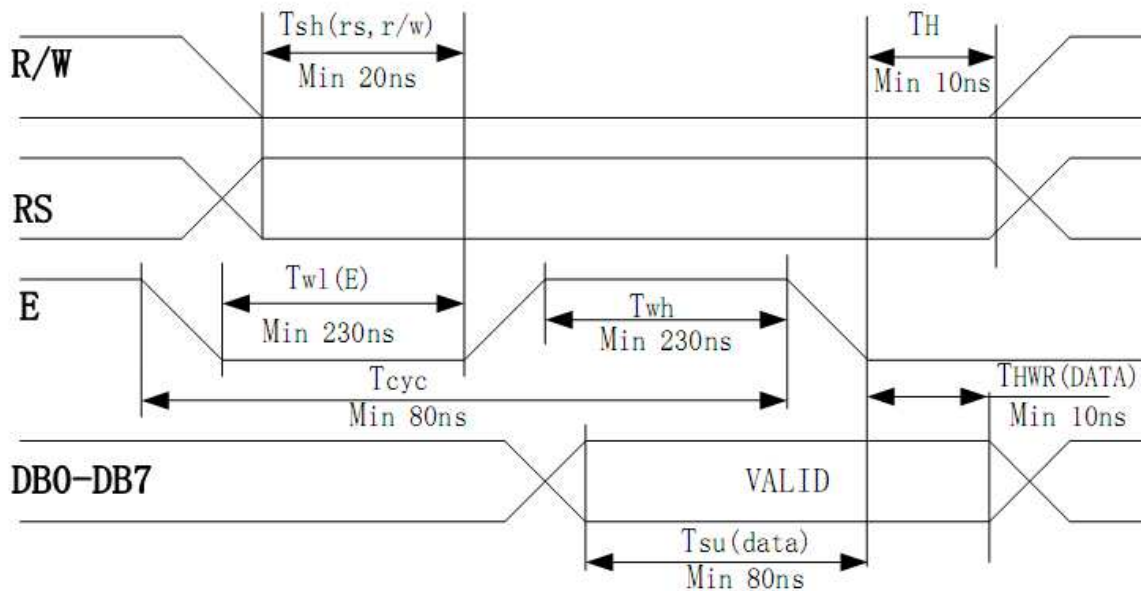 Tsh(rs,r/w)
TH
R/W
Min 20ns
Min 10ns
RS
Twl(E)
E
Twh
Min 230ns
Min 230ns
Tcyc
THWR(DATA)
Min 80ns
Min 10ns
DB0-DB7
VALID
Tsu(data)
Min 80ns